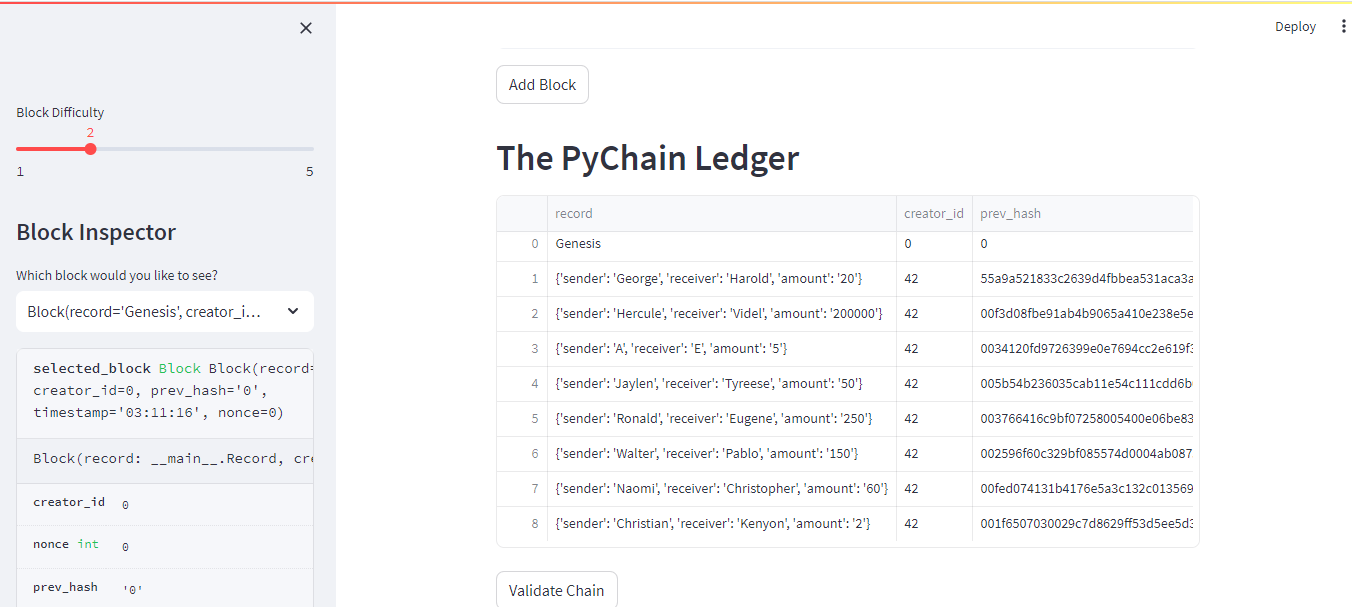 Deploy
Block Difficulty
2
1 5
Block Inspector
Which block would you like to see?
Block(record='Genesis', creator_i...
selected_block Block Block(record=
creator_id=0, prev_hash='0',
timestamp='03:11:16', nonce=0)
Block(record: __main__.Record, cre
creator_id 0
nonce int 0
prev_hash '0'
Add Block
The PyChain Ledger
record creator_id prev_hash
0 Genesis 0 0
1 {'sender': 'George', 'receiver': 'Harold', 'amount': '20'} 42 55a9a521833c2639d4fbbea531aca3a
2 {'sender': 'Hercule', 'receiver': 'Videl', 'amount': '200000'} 42 00f3d08fbe91ab4b9065a410e238e5e
3 {'sender': 'A', 'receiver': 'E', 'amount': '5'} 42 0034120fd9726399e0e7694cc2e619f3
4 {'sender': 'Jaylen', 'receiver': 'Tyreese', 'amount': '50'} 42 005b54b236035cab11e54c111cdd6b
5 {'sender': 'Ronald', 'receiver': 'Eugene', 'amount': '250'} 42 003766416c9bf07258005400e06be83
6 {'sender': 'Walter', 'receiver': 'Pablo', 'amount': '150'} 42 002596f60c329bf085574d0004ab087
7 {'sender': 'Naomi', 'receiver': 'Christopher', 'amount': '60'} 42 00fed074131b4176e5a3c132c013569
8 {'sender': 'Christian', 'receiver': 'Kenyon', 'amount': '2'} 42 001f6507030029c7d8629ff53d5ee5d3
Validate Chain